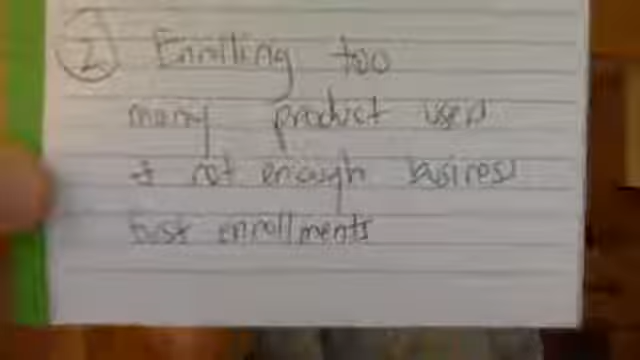 2 Enrolling too
many product users
+ not enough business
enrollments